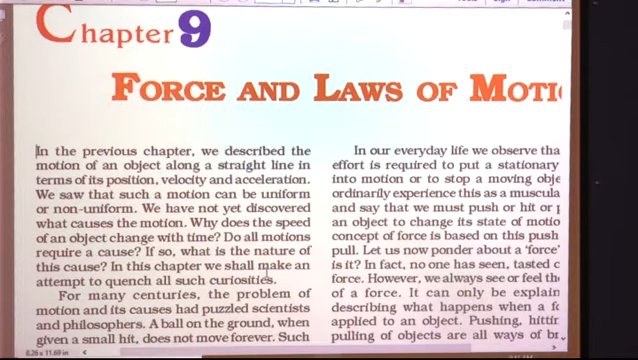 Chapter 9
FORCE AND LAWS OF MOTI
In the previous chapter, we described the
motion of an object along a straight line in
terms of its position, velocity and acceleration.
We saw that such a motion can be uniform
or non-uniform. We have not yet discovered
what causes the motion. Why does the speed
of an object change with time? Do all motions
require a cause? If so, what is the nature of
this cause? In this chapter we shall make an
attempt to quench all such curiosities.
For many centuries, the problem of
motion and its causes had puzzled scientists
and philosophers. A ball on the ground, when
given a small hit, does not move forever. Such
In our everyday life we observe tha
effort is required to put a stationary
into motion or to stop a moving obje
ordinarily experience this as a muscula
and say that we must push or hit or p
an object to change its state of motio
concept of force is based on this push
pull. Let us now ponder about a 'force'
is it? In fact, no one has seen, tasted o
force. However, we always see or feel the
of a force. It can only be explain
describing what happens when a fo
applied to an object. Pushing, hittin
pulling of objects are all ways of br
8.26 x 11.69 in